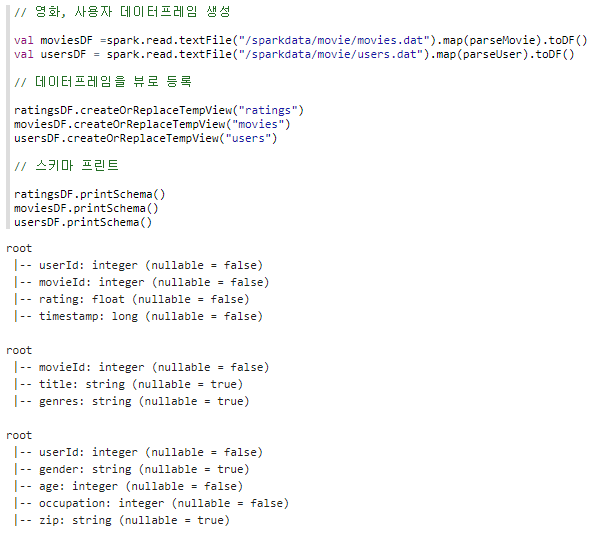 // 영화, 사용자 데이터프레임 생성
val moviesDF =spark.read.textFile("/sparkdata/movie/movies.dat").map(parseMovie).toDF()
val usersDF = spark.read.textFile("/sparkdata/movie/users.dat").map(parseUser).toDF()
// 데이터프레임을 뷰로 등록
ratingsDF.createOrReplaceTempView("ratings")
moviesDF.createOrReplaceTempView("movies")
usersDF.createOrReplaceTempView("users")
// 스키마 프린트
ratingsDF.printSchema()
moviesDF.printSchema()
usersDF.printSchema()
root
|-- userId: integer (nullable = false)
|-- movieId: integer (nullable = false)
|-- rating: float (nullable = false)
|-- timestamp: long (nullable = false)
root
|-- movieId: integer (nullable = false)
|-- title: string (nullable = true)
|-- genres: string (nullable = true)
root
|-- userId: integer (nullable = false)
|-- gender: string (nullable = true)
|-- age: integer (nullable = false)
|-- occupation: integer (nullable = false)
|-- zip: string (nullable = true)